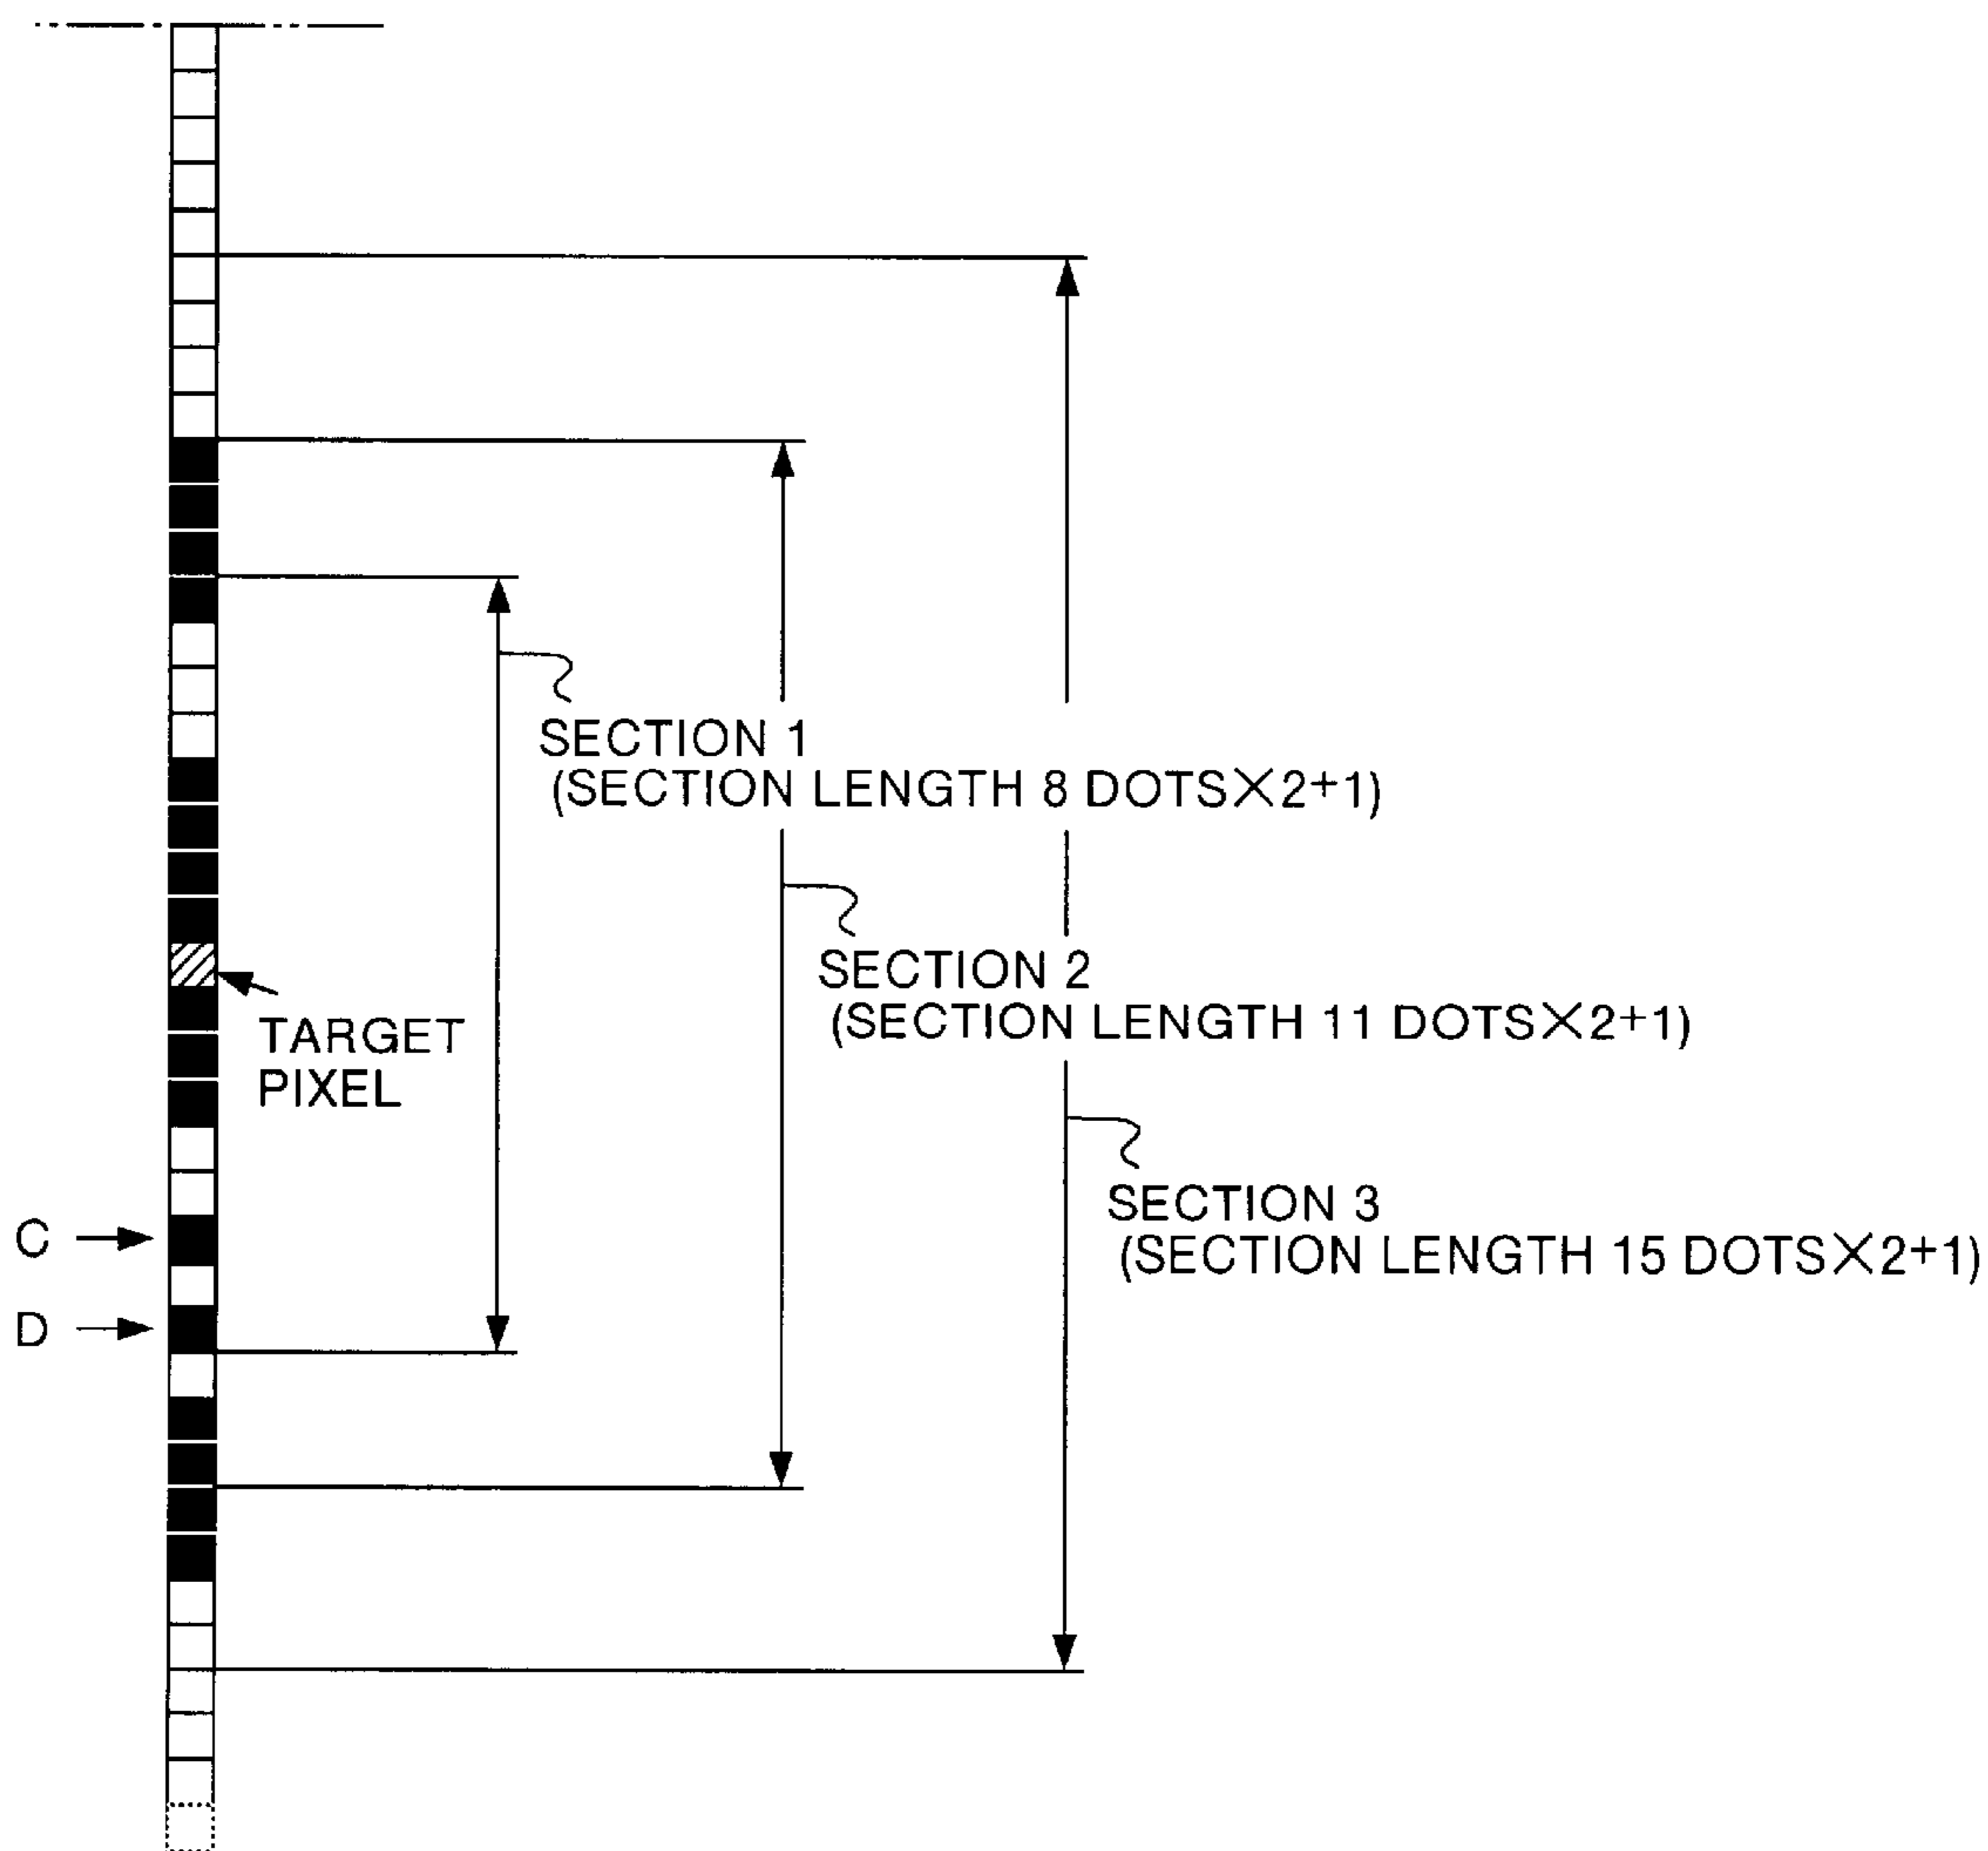 SECTION 1
(SECTION LENGTH 8 DOTS×2+1)
SECTION 2
(SECTION LENGTH 11 DOTS×2+1)
TARGET
PIXEL
SECTION 3
(SECTION LENGTH 15 DOTS×2+1)
C
D